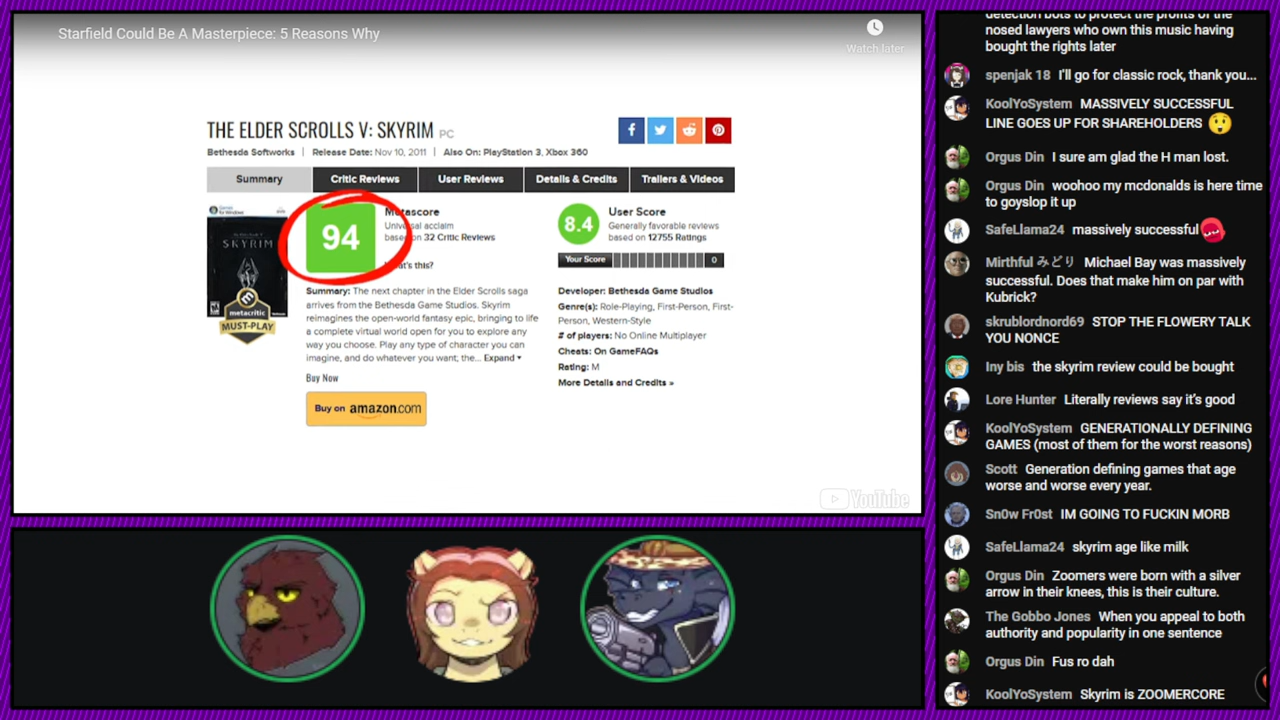 Starfield Could Be A Masterpiece: 5 Reasons Why
Watch later
THE ELDER SCROLLS V: SKYRIM PC
Bethesda Softworks | Release Date: Nov 10, 2011 | Also On: PlayStation 3, Xbox 360
Summary
Critic Reviews
User Reviews
Details & Credits
Trailers & Videos
SKYRIM
metacritic
MUST-PLAY
94
Metascore
Universal acclaim
based on 32 Critic Reviews
What's this?
Summary: The next chapter in the Elder Scrolls saga
arrives from the Bethesda Game Studios. Skyrim
reimagines the open-world fantasy epic, bringing to life
a complete virtual world open for you to explore any
way you choose. Play any type of character you can
imagine, and do whatever you want; the... Expand
Buy Now
Buy on amazon.com
8.4
User Score
Generally favorable reviews
based on 12755 Ratings
Your Score
0
Developer: Bethesda Game Studios
Genre(s): Role-Playing, First-Person, First-
Person, Western-Style
# of players: No Online Multiplayer
Cheats: On GameFAQs
Rating: M
More Details and Credits »
YouTube
detection bots to protect the profits of the
nosed lawyers who own this music having
bought the rights later
spenjak 18 I'll go for classic rock, thank you...
KoolYoSystem MASSIVELY SUCCESSFUL
LINE GOES UP FOR SHAREHOLDERS 😲
Orgus Din I sure am glad the H man lost.
Orgus Din woohoo my mcdonalds is here time
to goyslop it up
SafeLlama24 massively successful
Mirthful みどり Michael Bay was massively
successful. Does that make him on par with
Kubrick?
skrublordnord69 STOP THE FLOWERY TALK
YOU NONCE
Iny bis the skyrim review could be bought
Lore Hunter Literally reviews say it's good
KoolYoSystem GENERATIONALLY DEFINING
GAMES (most of them for the worst reasons)
Scott Generation defining games that age
worse and worse every year.
Sn0w Fr0st IM GOING TO FUCKIN MORB
SafeLlama24 skyrim age like milk
Orgus Din Zoomers were born with a silver
arrow in their knees, this is their culture.
The Gobbo Jones When you appeal to both
authority and popularity in one sentence
Orgus Din Fus ro dah
KoolYoSystem Skyrim is ZOOMERCORE